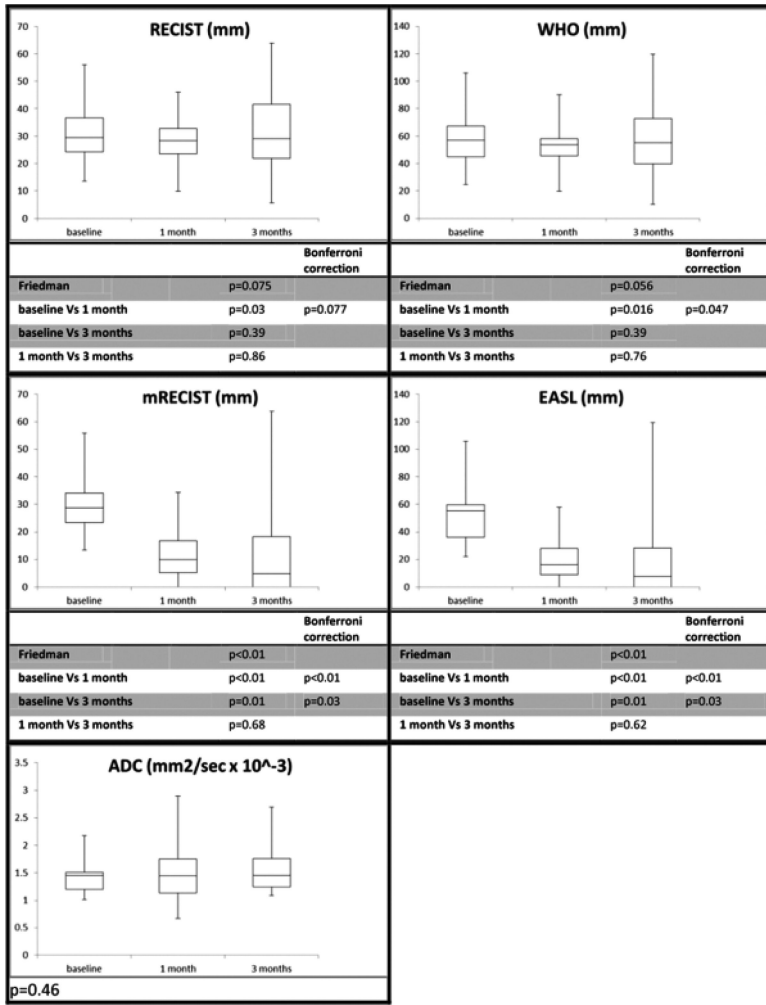 RECIST (mm)
70
60
50
40
30
20
10
0
baseline 1 month 3 months
Bonferroni
correction
Friedman p=0.075
baseline Vs 1 month p=0.03 p=0.077
baseline Vs 3 months p=0.39
1 month Vs 3 months p=0.86
WHO (mm)
140
120
100
80
60
40
20
0
baseline 1 month 3 months
Bonferroni
correction
Friedman p=0.056
baseline Vs 1 month p=0.016 p=0.047
baseline Vs 3 months p=0.39
1 month Vs 3 months p=0.76
mRECIST (mm)
70
60
50
40
30
20
10
0
baseline 1 month 3 months
Bonferroni
correction
Friedman p<0.01
baseline Vs 1 month p<0.01 p<0.01
baseline Vs 3 months p=0.01 p=0.03
1 month Vs 3 months p=0.68
EASL (mm)
140
120
100
80
60
40
20
0
baseline 1 month 3 months
Bonferroni
correction
Friedman p<0.01
baseline Vs 1 month p<0.01 p<0.01
baseline Vs 3 months p=0.01 p=0.03
1 month Vs 3 months p=0.62
ADC (mm2/sec x 10^-3)
3.5
3
2.5
2
1.5
1
0.5
0
baseline 1 month 3 months
p=0.46